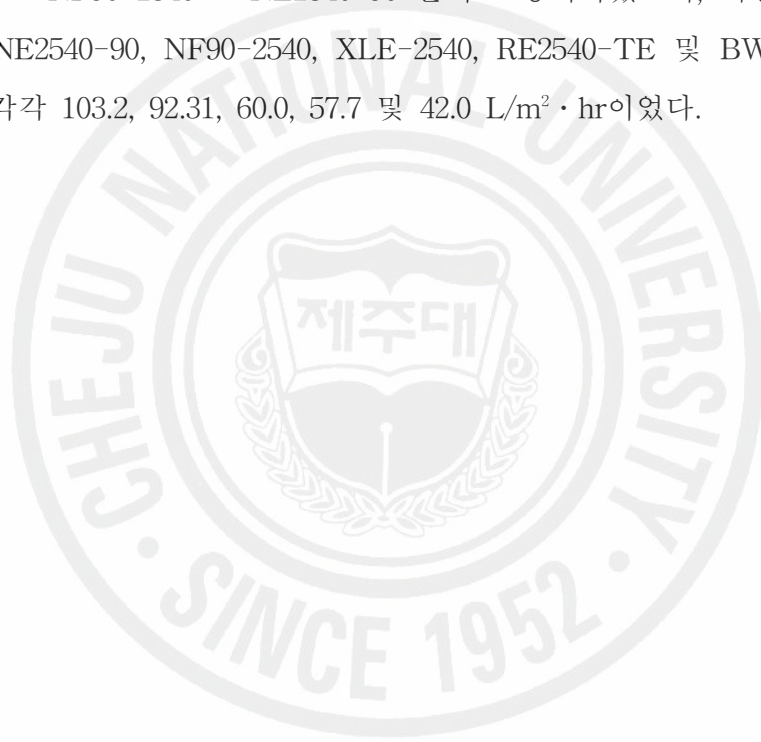 NE2540-90, NF90-2540, XLE-2540, RE2540-TE 및 BW
각각 103.2, 92.31, 60.0, 57.7 및 42.0 L/m²·hr이었다.
CHEJU NATIONAL UNIVERSITY
제주대
· SINCE 1952 ·